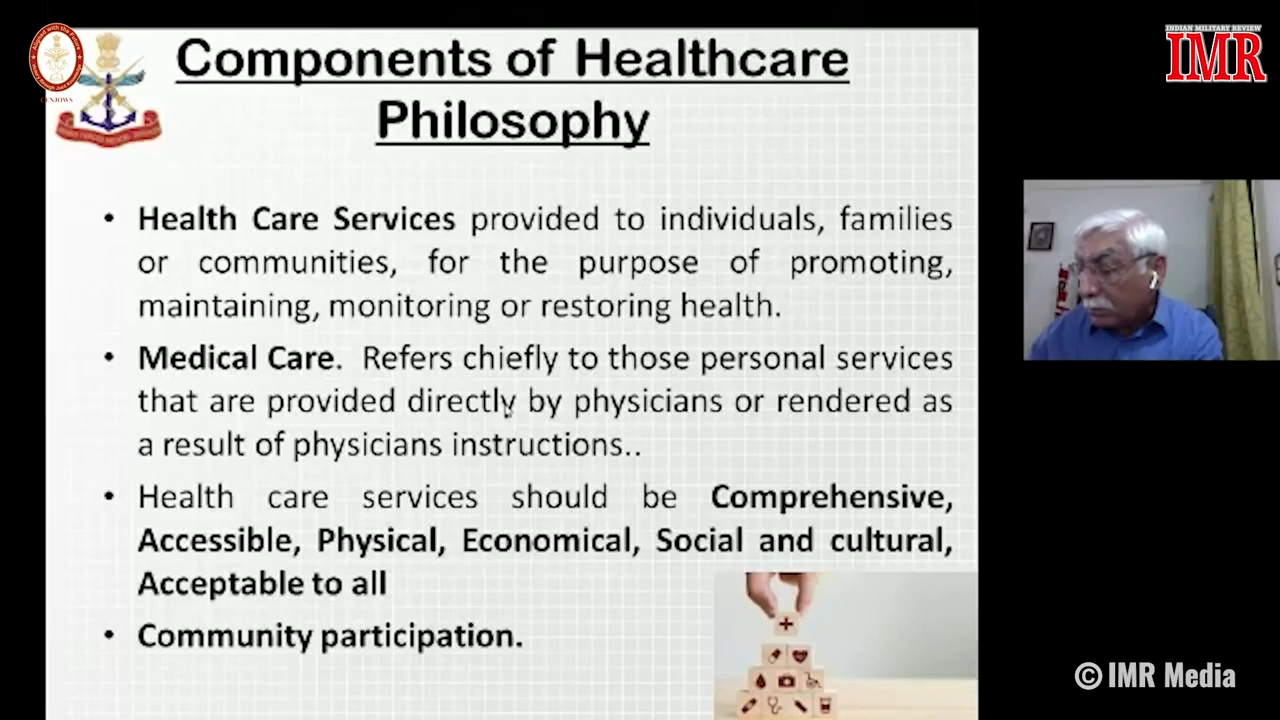 Components of Healthcare
Philosophy
CENJOWS
INDIAN MILITARY REVIEW
IMR
• Health Care Services provided to individuals, families
or communities, for the purpose of promoting,
maintaining, monitoring or restoring health.
• Medical Care. Refers chiefly to those personal services
that are provided directly by physicians or rendered as
a result of physicians instructions..
• Health care services should be Comprehensive,
Accessible, Physical, Economical, Social and cultural,
Acceptable to all
• Community participation.
© IMR Media